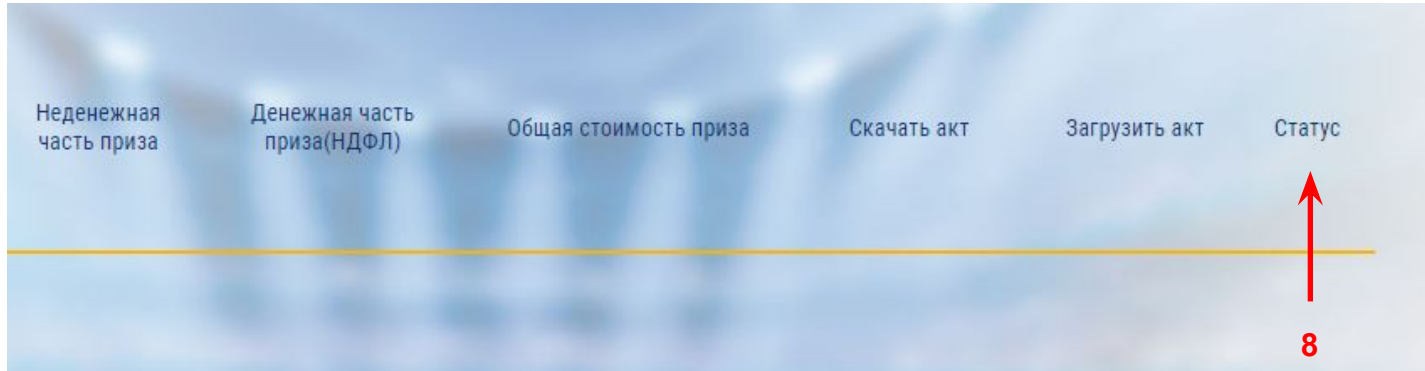 Неденежная
часть приза
Денежная часть
приза(НДФЛ)
Общая стоимость приза
Скачать акт
Загрузить акт
Статус
8